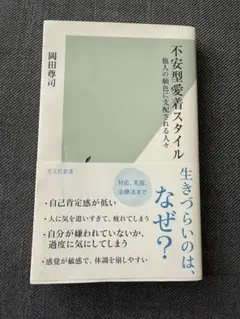 不安型愛着スタイル
他人の顔色に支配される人々
岡田尊司
光文社新書
生きづらいのは、
なぜ？
対応、克服、
治療法まで
・自己肯定感が低い
・人に気を遣いすぎて、疲れてしまう
・自分が嫌われていないか、
過度に気にしてしまう
・感覚が敏感で、体調を崩しやすい